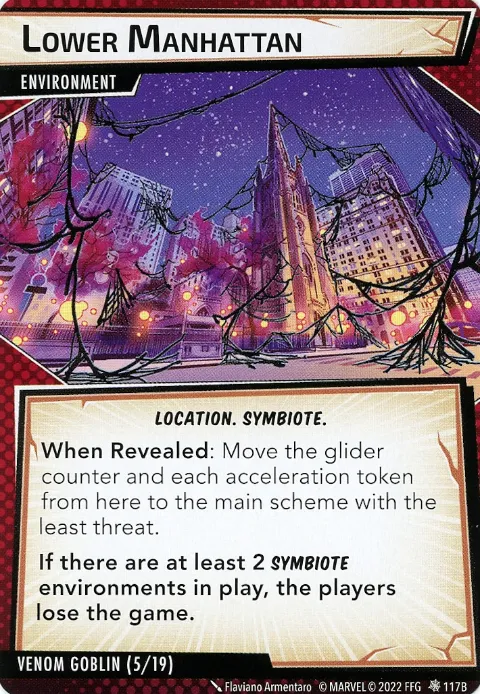 LOWER MANHATTAN
ENVIRONMENT
LOCATION. SYMBIOTE.
When Revealed: Move the glider
counter and each acceleration token
from here to the main scheme with the
least threat.
If there are at least 2 SYMBIOTE
environments in play, the players
lose the game.
VENOM GOBLIN (5/19)
Flaviano Armentaro © MARVEL © 2022 FFG 117B